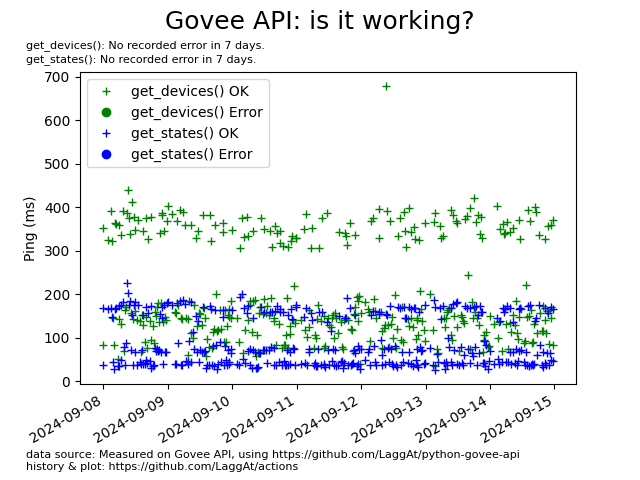 Govee API: is it working?
get_devices(): No recorded error in 7 days.
get_states(): No recorded error in 7 days.
700
600
500
400
300
200
100
0
Ping (ms)
get_devices() OK
get_devices() Error
get_states() OK
get_states() Error
2024-09-08
2024-09-09
2024-09-10
2024-09-11
2024-09-12
2024-09-13
2024-09-14
2024-09-15
data source: Measured on Govee API, using https://github.com/LaggAt/python-govee-api
history & plot: https://github.com/LaggAt/actions